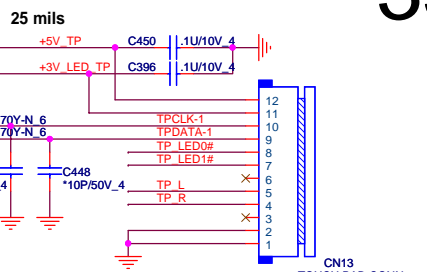 25 mils
+5V_TP C450 .1U/10V_4
+3V_LED_TP C396 .1U/10V_4
12
11
70Y-N_6 TPCLK-1 10
70Y-N_6 TPDATA-1 9
TP_LED0# 8
TP_LED1# 7
6
C448
*10P/50V_4
TP_L 5
TP_R 4
3
2
1
CN13